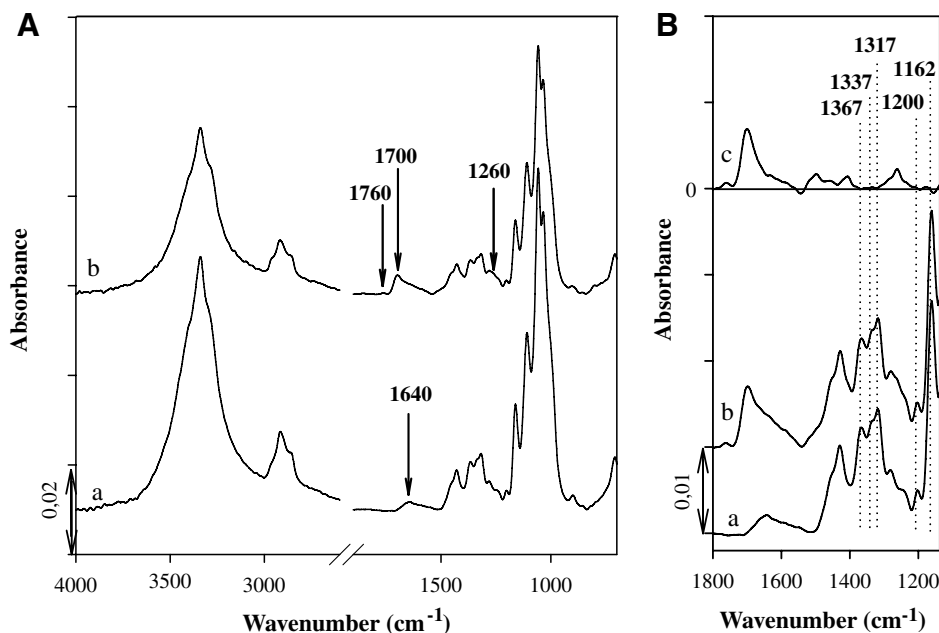 A
B
1317
1162
1337
1200
1367
1700
1760
1260
c
0
b
1640
b
a
a
0,02
0,01
Absorbance
Absorbance
4000
3500
3000
1500
1000
1800
1600
1400
1200
Wavenumber (cm-1)
Wavenumber (cm-1)